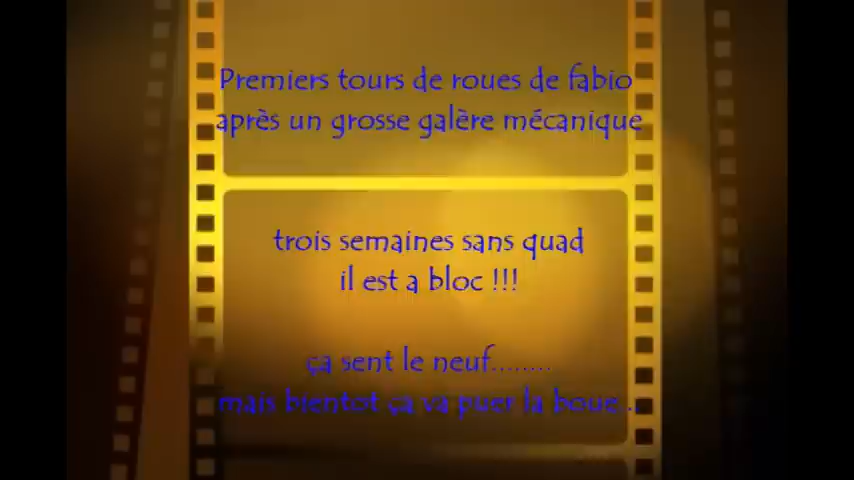 Premiers tours de roues de fabio
après un grosse galère mécanique
trois semaines sans quad
il est a bloc !!!
ça sent le neuf........
mais bientot ça va puer la boue...